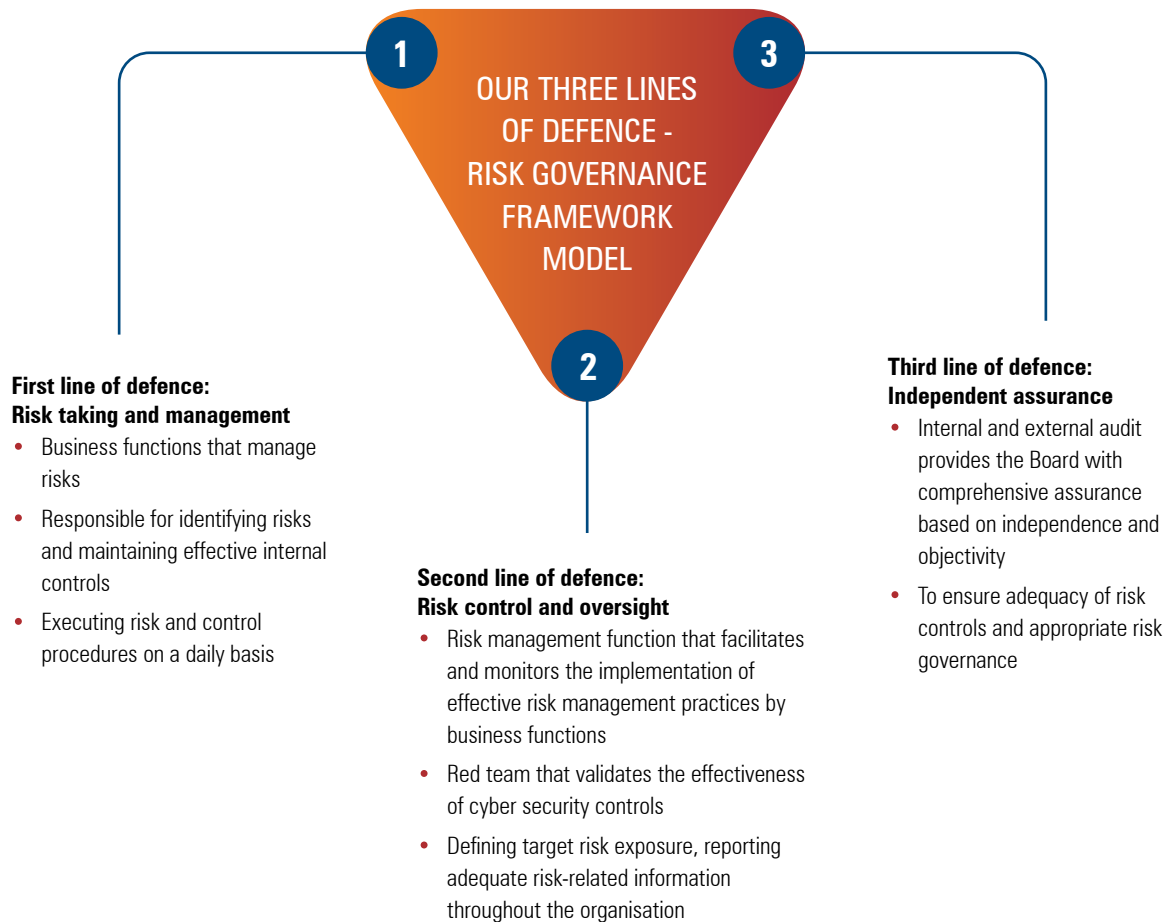 1
3
OUR THREE LINES
OF DEFENCE -
RISK GOVERNANCE
FRAMEWORK
MODEL
2
First line of defence:
Risk taking and management
• Business functions that manage
risks
• Responsible for identifying risks
and maintaining effective internal
controls
• Executing risk and control
procedures on a daily basis
Second line of defence:
Risk control and oversight
• Risk management function that facilitates
and monitors the implementation of
effective risk management practices by
business functions
• Red team that validates the effectiveness
of cyber security controls
• Defining target risk exposure, reporting
adequate risk-related information
throughout the organisation
Third line of defence:
Independent assurance
• Internal and external audit
provides the Board with
comprehensive assurance
based on independence and
objectivity
• To ensure adequacy of risk
controls and appropriate risk
governance